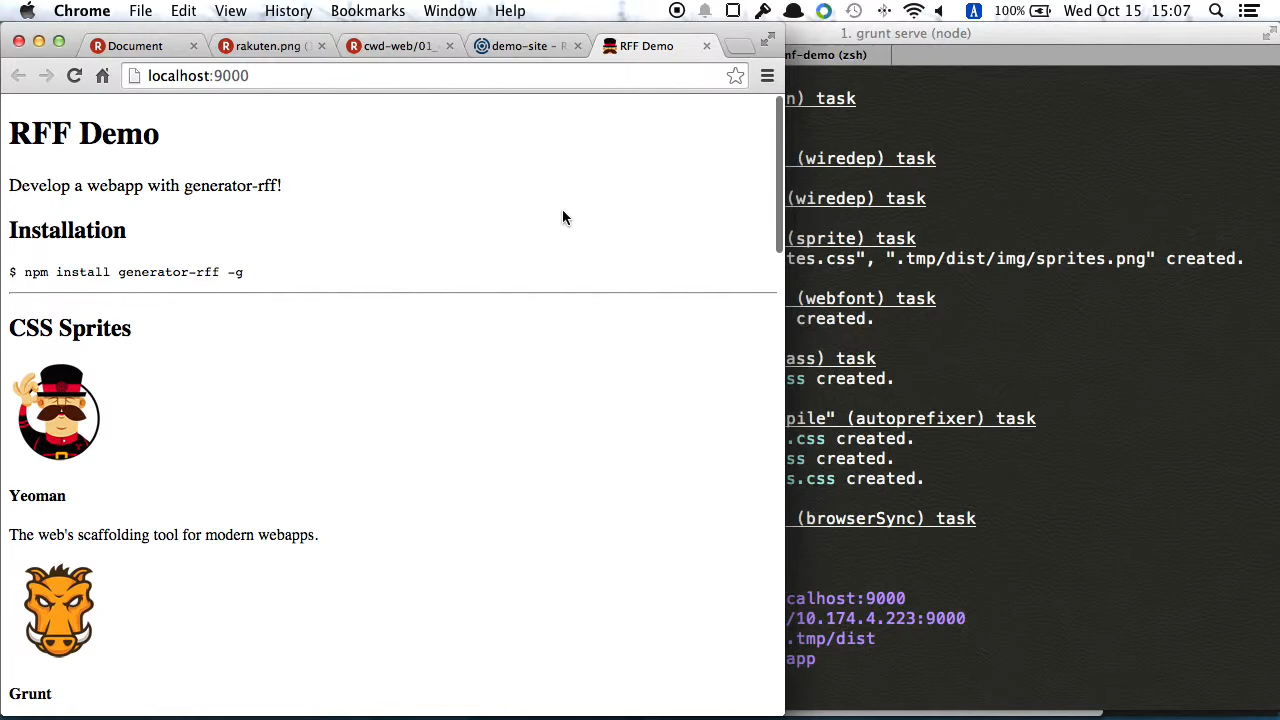 Chrome File Edit View History Bookmarks Window Help
A 100% Wed Oct 15 15:07
Document
rakuten.png (
cwd-web/01_
demo-site - R
RFF Demo
localhost:9000
RFF Demo
Develop a webapp with generator-rff!
Installation
$ npm install generator-rff -g
CSS Sprites
Yeoman
The web's scaffolding tool for modern webapps.
Grunt
1. grunt serve (node)
nf-demo (zsh)
n) task
(wiredep) task
(wiredep) task
(sprite) task
tes.css", ".tmp/dist/img/sprites.png" created.
(webfont) task
created.
ass) task
ss created.
pile" (autoprefixer) task
.css created.
ss created.
s.css created.
(browserSync) task
calhost:9000
/10.174.4.223:9000
.tmp/dist
app